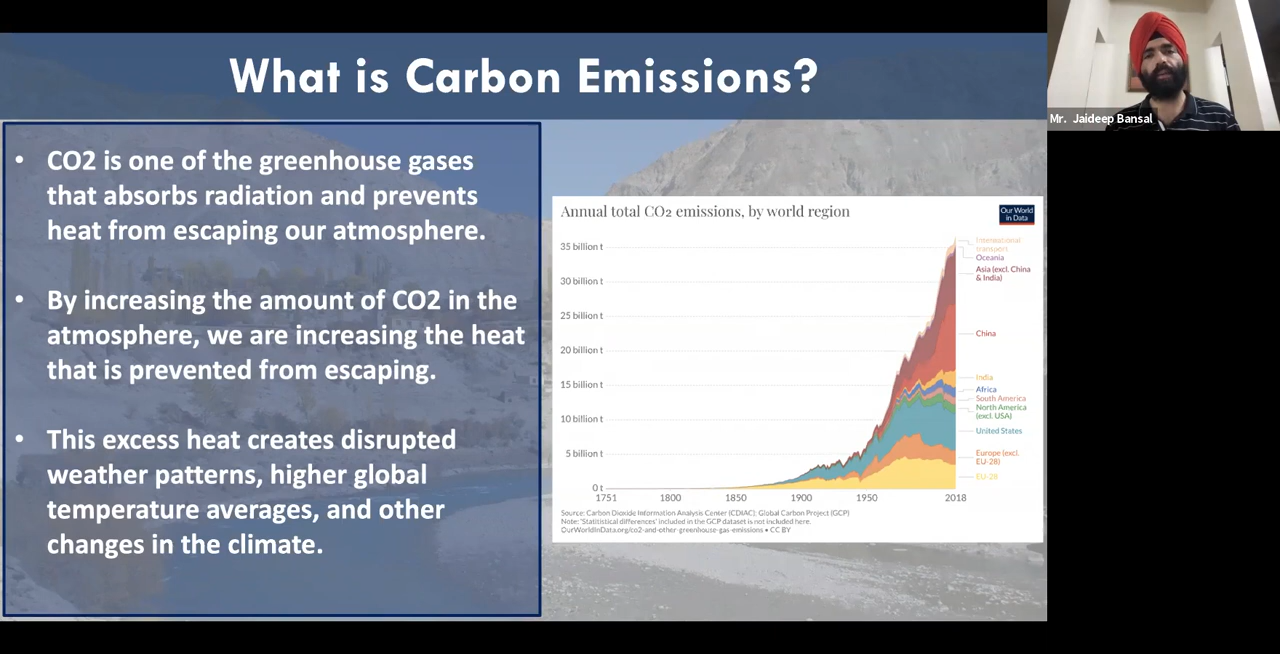 What is Carbon Emissions?
• CO2 is one of the greenhouse gases
that absorbs radiation and prevents
heat from escaping our atmosphere.
• By increasing the amount of CO2 in the
atmosphere, we are increasing the heat
that is prevented from escaping.
• This excess heat creates disrupted
weather patterns, higher global
temperature averages, and other
changes in the climate.
Annual total CO₂ emissions, by world region
Our World
in Data
35 billion t
30 billion t
25 billion t
20 billion t
15 billion t
10 billion t
5 billion t
0 t
1751
1800
1850
1900
1950
2018
International
transport
Oceania
Asia (excl. China
& India)
China
India
Africa
South America
North America
(excl. USA)
United States
Europe (excl.
EU-28)
EU-28
Source: Carbon Dioxide Information Analysis Center (CDIAC); Global Carbon Project (GCP)
Note: 'Statistical differences' included in the GCP dataset is not included here.
OurWorldInData.org/co2-and-other-greenhouse-gas-emissions • CC BY
Mr. Jaideep Bansal